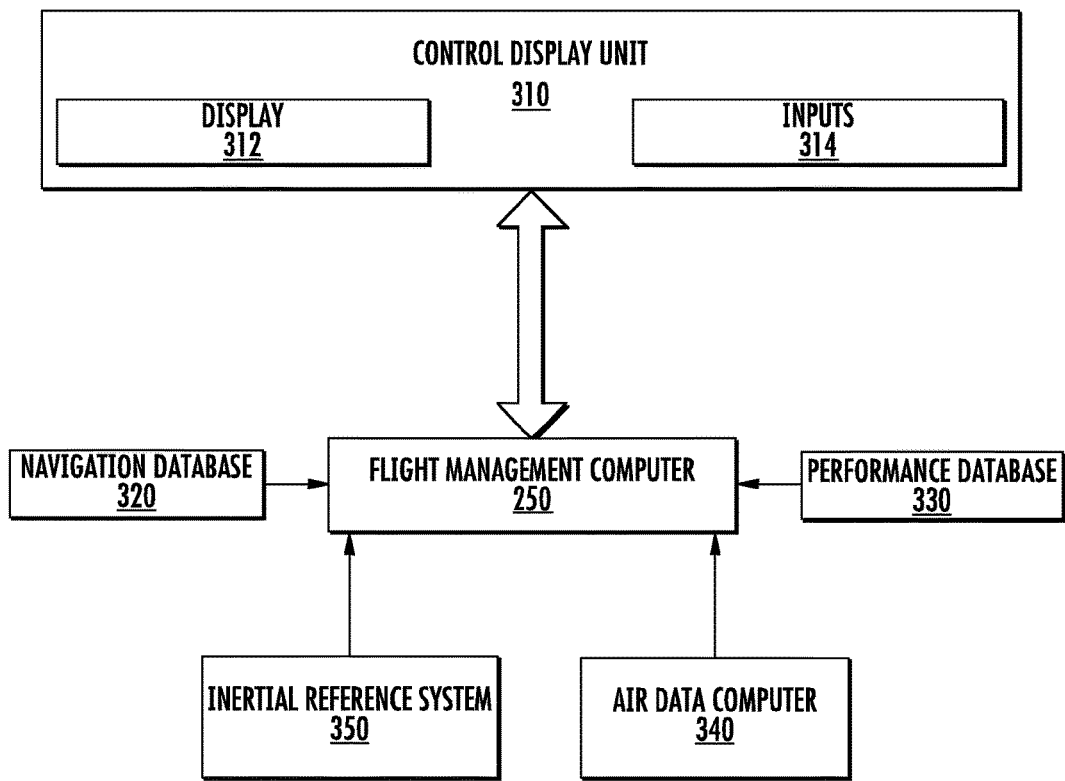 CONTROL DISPLAY UNIT
310
DISPLAY
312
INPUTS
314
NAVIGATION DATABASE
320
FLIGHT MANAGEMENT COMPUTER
250
PERFORMANCE DATABASE
330
INERTIAL REFERENCE SYSTEM
350
AIR DATA COMPUTER
340